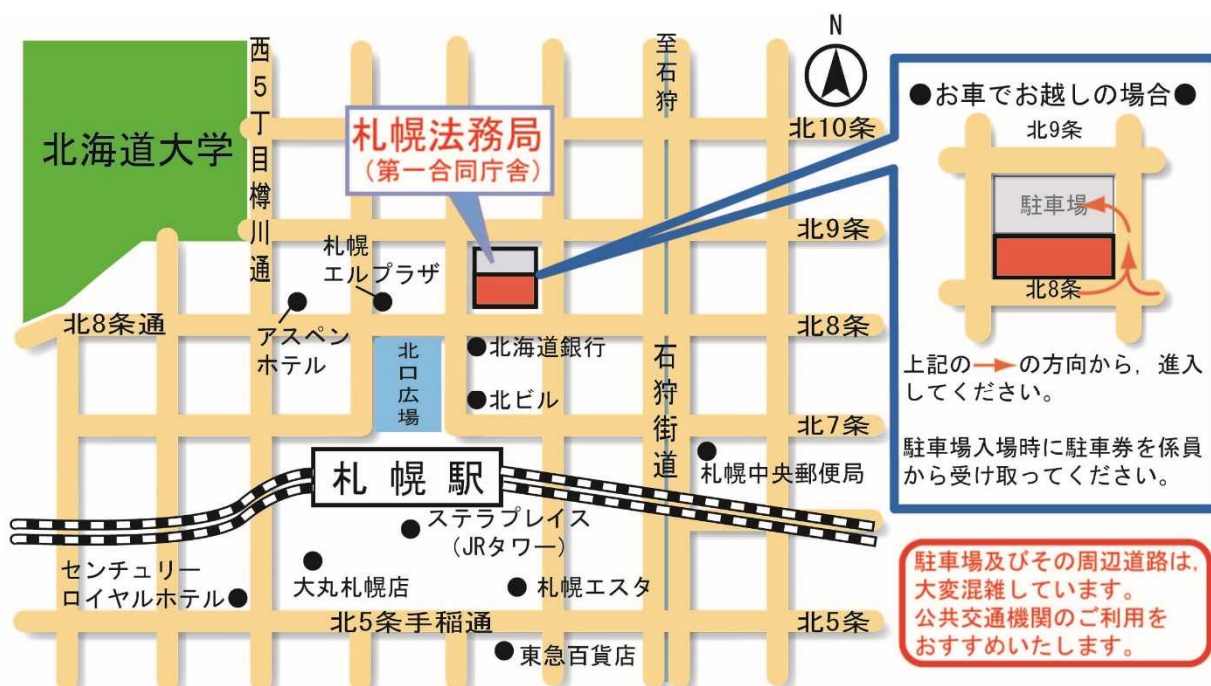 北海道大学
西5丁目樽川通
至石狩
N
北10条
札幌法務局
(第一合同庁舎)
北9条
札幌
エルプラザ
アスペン
ホテル
北8条通
北8条
北口広場
北海道銀行
北ビル
石狩街道
北7条
札幌駅
札幌中央郵便局
ステラプレイス
(JRタワー)
大丸札幌店
センチュリー
ロイヤルホテル
札幌エスタ
北5条手稲通
北5条
東急百貨店
●お車でお越しの場合●
北9条
駐車場
北8条
上記の→の方向から,進入
してください。
駐車場入場時に駐車券を係員
から受け取ってください。
駐車場及びその周辺道路は,
大変混雑しています。
公共交通機関のご利用を
おすすめいたします。